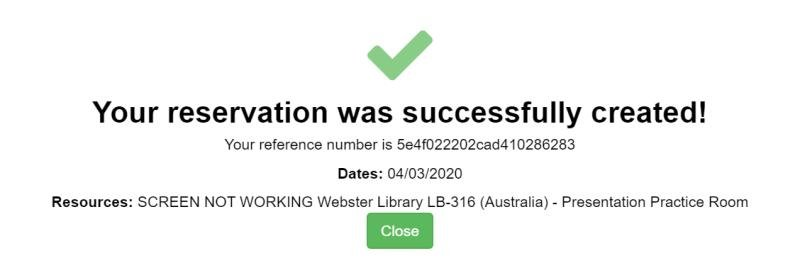 Your reservation was successfully created!
Your reference number is 5e4f022202cad410286283
Dates: 04/03/2020
Resources: SCREEN NOT WORKING Webster Library LB-316 (Australia) - Presentation Practice Room
Close